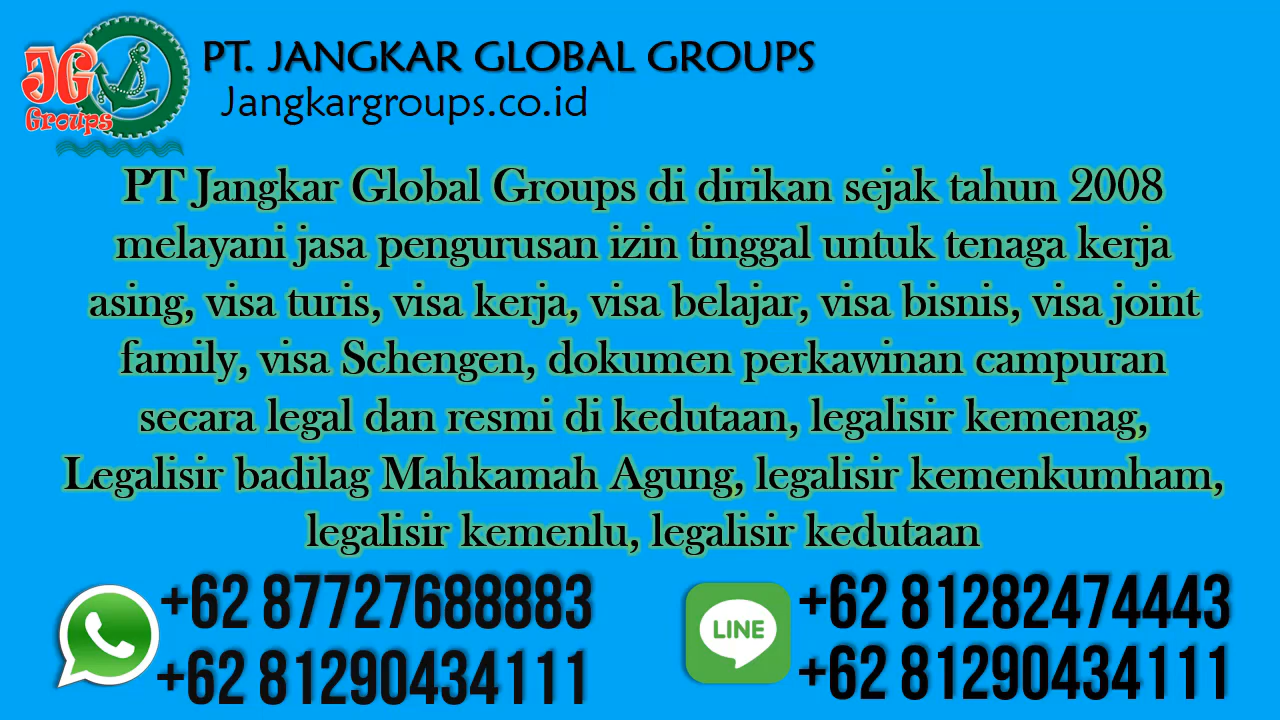 JG
Groups
PT. JANGKAR GLOBAL GROUPS
Jangkargroups.co.id
PT Jangkar Global Groups di dirikan sejak tahun 2008
melayani jasa pengurusan izin tinggal untuk tenaga kerja
asing, visa turis, visa kerja, visa belajar, visa bisnis, visa joint
family, visa Schengen, dokumen perkawinan campuran
secara legal dan resmi di kedutaan, legalisir kemenag,
Legalisir badilag Mahkamah Agung, legalisir kemenkumham,
legalisir kemenlu, legalisir kedutaan
+62 87727688883
+62 81290434111
LINE
+62 81282474443
+62 81290434111